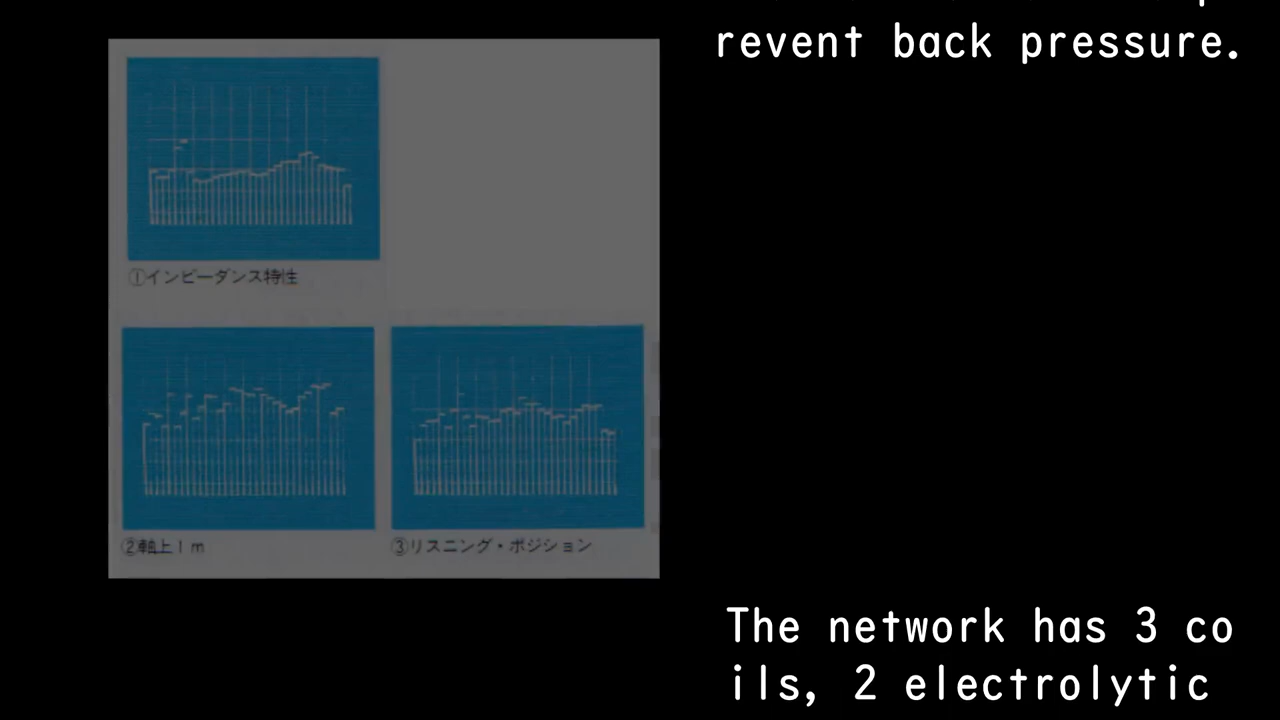 revent back pressure.
①インピーダンス特性
②軸上1m
③リスニング・ポジション
The network has 3 co
ils, 2 electrolytic